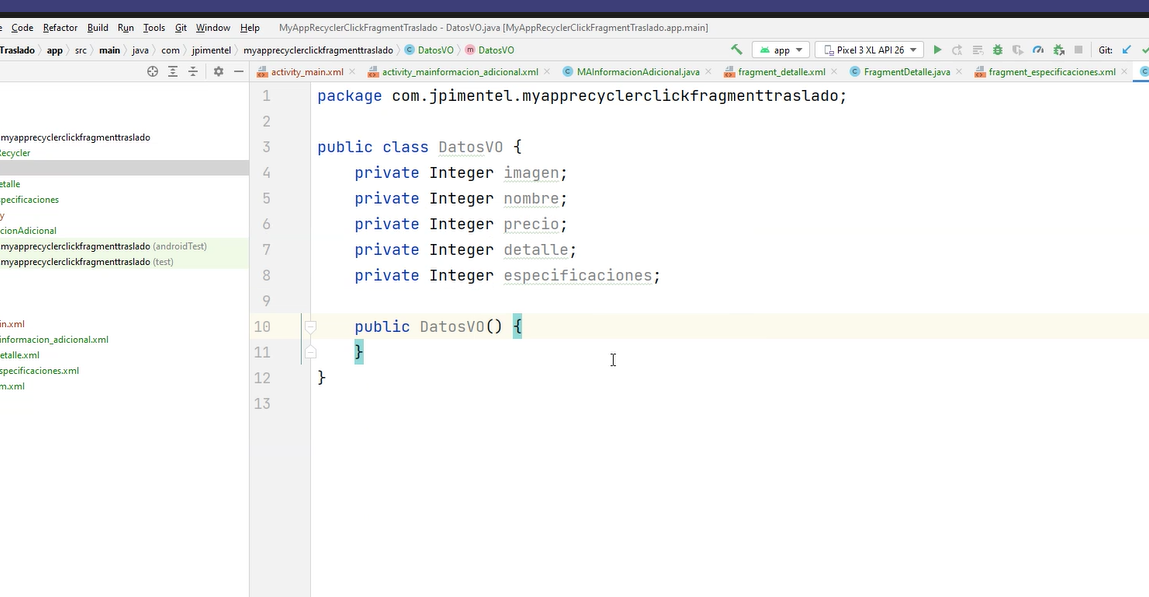 Code Refactor Build Run Tools Git Window Help MyAppRecyclerClickFragmentTraslado - DatosVO.java [MyAppRecyclerClickFragmentTraslado.app.main]
Traslado app src main java com jpimentel myapprecyclerclickfragmenttraslado DatosVO DatosVO app Pixel 3 XL API 26 Git:
activity_main.xml activity_mainformacion_adicional.xml MAInformacionAdicional.java fragment_detalle.xml FragmentDetalle.java fragment_especificaciones.xml
myapprecyclerclickfragmenttraslado
Recycler
etalle
specificaciones
y
cionAdicional
myapprecyclerclickfragmenttraslado (androidTest)
myapprecyclerclickfragmenttraslado (test)
in.xml
informacion_adicional.xml
etalle.xml
specificaciones.xml
m.xml
1 package com.jpimentel.myapprecyclerclickfragmenttraslado;
2
3 public class DatosVO {
4 private Integer imagen;
5 private Integer nombre;
6 private Integer precio;
7 private Integer detalle;
8 private Integer especificaciones;
9
10 public DatosVO() {
11 }
12 }
13